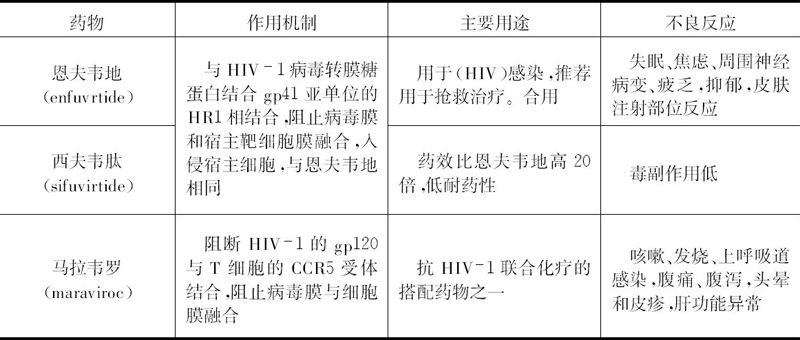 药物 作用机制 主要用途 不良反应
恩夫韦地
(enfuvrtide)
与 HIV-1 病毒转膜糖
蛋白结合 gp41 亚单位的
HR1 相结合,阻止病毒膜
和宿主靶细胞膜融合,入
侵宿主细胞,与恩夫韦地
相同
用于(HIV)感染,推荐
用于抢救治疗。合用
失眠、焦虑、周围神经
病变、疲乏,抑郁,皮肤
注射部位反应
西夫韦肽
(sifuvirtide)
药效比恩夫韦地高 20
倍,低耐药性
毒副作用低
马拉韦罗
(maraviroc)
阻断 HIV-1 的 gp120
与 T 细胞的 CCR5 受体
结合,阻止病毒膜与细胞
膜融合
抗 HIV-1 联合化疗的
搭配药物之一
咳嗽、发烧、上呼吸道
感染,腹痛、腹泻,头晕
和皮疹,肝功能异常